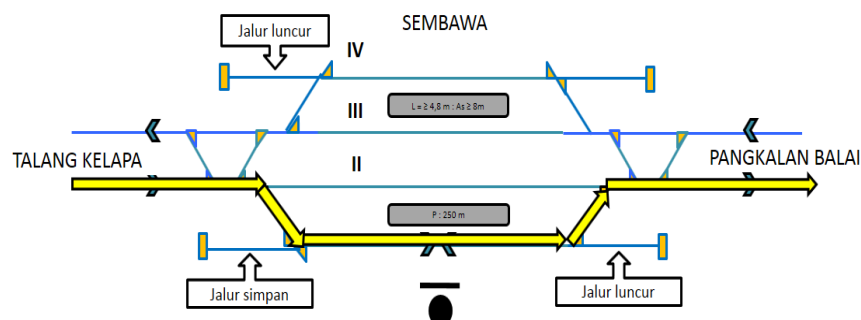 SEMBAWA
Jalur luncur
IV
L = ≥ 4,8 m : As ≥ 8m
III
TALANG KELAPA
II
PANGKALAN BALAI
P : 250 m
Jalur simpan
Jalur luncur